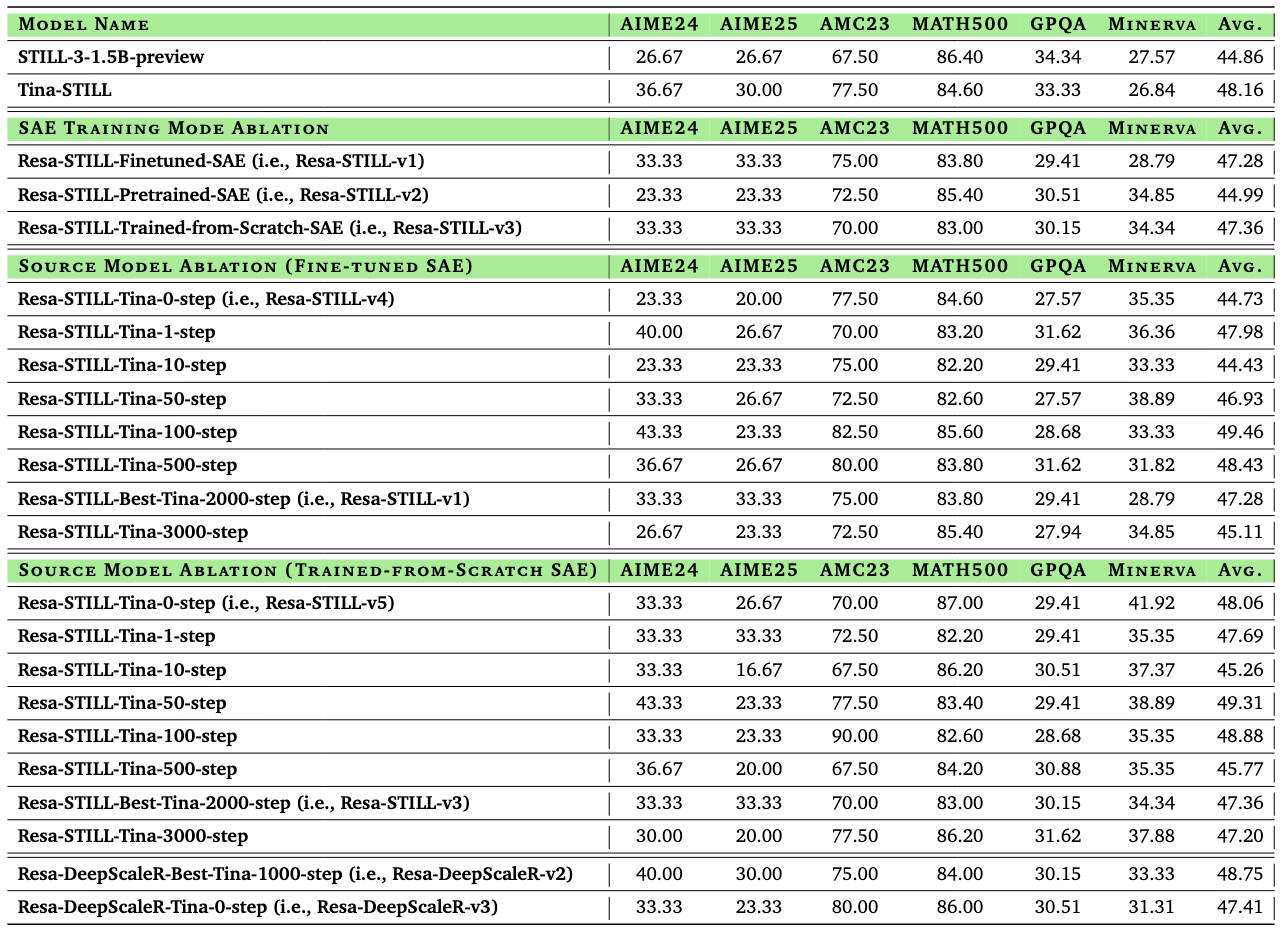 MODEL NAME AIME24 AIME25 AMC23 MATH500 GPQA MINERVA AVG.
STILL-3-1.5B-preview 26.67 26.67 67.50 86.40 34.34 27.57 44.86
Tina-STILL 36.67 30.00 77.50 84.60 33.33 26.84 48.16
SAE TRAINING MODE ABLATION AIME24 AIME25 AMC23 MATH500 GPQA MINERVA AVG.
Resa-STILL-Finetuned-SAE (i.e., Resa-STILL-v1) 33.33 33.33 75.00 83.80 29.41 28.79 47.28
Resa-STILL-Pretrained-SAE (i.e., Resa-STILL-v2) 23.33 23.33 72.50 85.40 30.51 34.85 44.99
Resa-STILL-Trained-from-Scratch-SAE (i.e., Resa-STILL-v3) 33.33 33.33 70.00 83.00 30.15 34.34 47.36
SOURCE MODEL ABLATION (FINE-TUNED SAE) AIME24 AIME25 AMC23 MATH500 GPQA MINERVA AVG.
Resa-STILL-Tina-0-step (i.e., Resa-STILL-v4) 23.33 20.00 77.50 84.60 27.57 35.35 44.73
Resa-STILL-Tina-1-step 40.00 26.67 70.00 83.20 31.62 36.36 47.98
Resa-STILL-Tina-10-step 23.33 23.33 75.00 82.20 29.41 33.33 44.43
Resa-STILL-Tina-50-step 33.33 26.67 72.50 82.60 27.57 38.89 46.93
Resa-STILL-Tina-100-step 43.33 23.33 82.50 85.60 28.68 33.33 49.46
Resa-STILL-Tina-500-step 36.67 26.67 80.00 83.80 31.62 31.82 48.43
Resa-STILL-Best-Tina-2000-step (i.e., Resa-STILL-v1) 33.33 33.33 75.00 83.80 29.41 28.79 47.28
Resa-STILL-Tina-3000-step 26.67 23.33 72.50 85.40 27.94 34.85 45.11
SOURCE MODEL ABLATION (TRAINED-FROM-SCRATCH SAE) AIME24 AIME25 AMC23 MATH500 GPQA MINERVA AVG.
Resa-STILL-Tina-0-step (i.e., Resa-STILL-v5) 33.33 26.67 70.00 87.00 29.41 41.92 48.06
Resa-STILL-Tina-1-step 33.33 33.33 72.50 82.20 29.41 35.35 47.69
Resa-STILL-Tina-10-step 33.33 16.67 67.50 86.20 30.51 37.37 45.26
Resa-STILL-Tina-50-step 43.33 23.33 77.50 83.40 29.41 38.89 49.31
Resa-STILL-Tina-100-step 33.33 23.33 90.00 82.60 28.68 35.35 48.88
Resa-STILL-Tina-500-step 36.67 20.00 67.50 84.20 30.88 35.35 45.77
Resa-STILL-Best-Tina-2000-step (i.e., Resa-STILL-v3) 33.33 33.33 70.00 83.00 30.15 34.34 47.36
Resa-STILL-Tina-3000-step 30.00 20.00 77.50 86.20 31.62 37.88 47.20
Resa-DeepScaleR-Best-Tina-1000-step (i.e., Resa-DeepScaleR-v2) 40.00 30.00 75.00 84.00 30.15 33.33 48.75
Resa-DeepScaleR-Tina-0-step (i.e., Resa-DeepScaleR-v3) 33.33 23.33 80.00 86.00 30.51 31.31 47.41